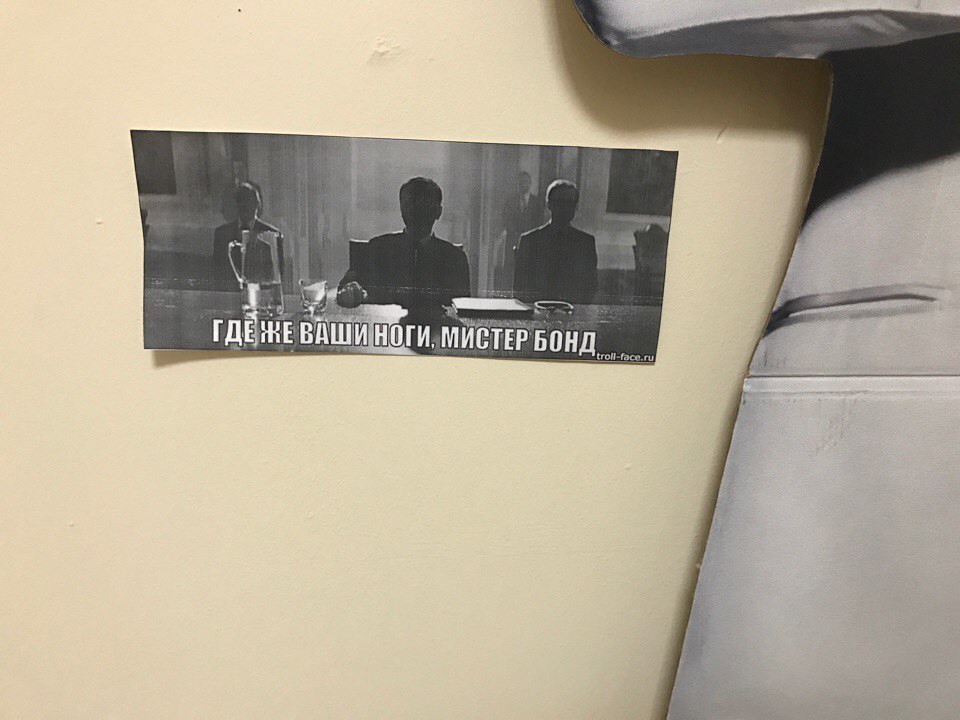 ГДЕ ЖЕ ВАШИ НОГИ, МИСТЕР БОНД
troll-face.ru